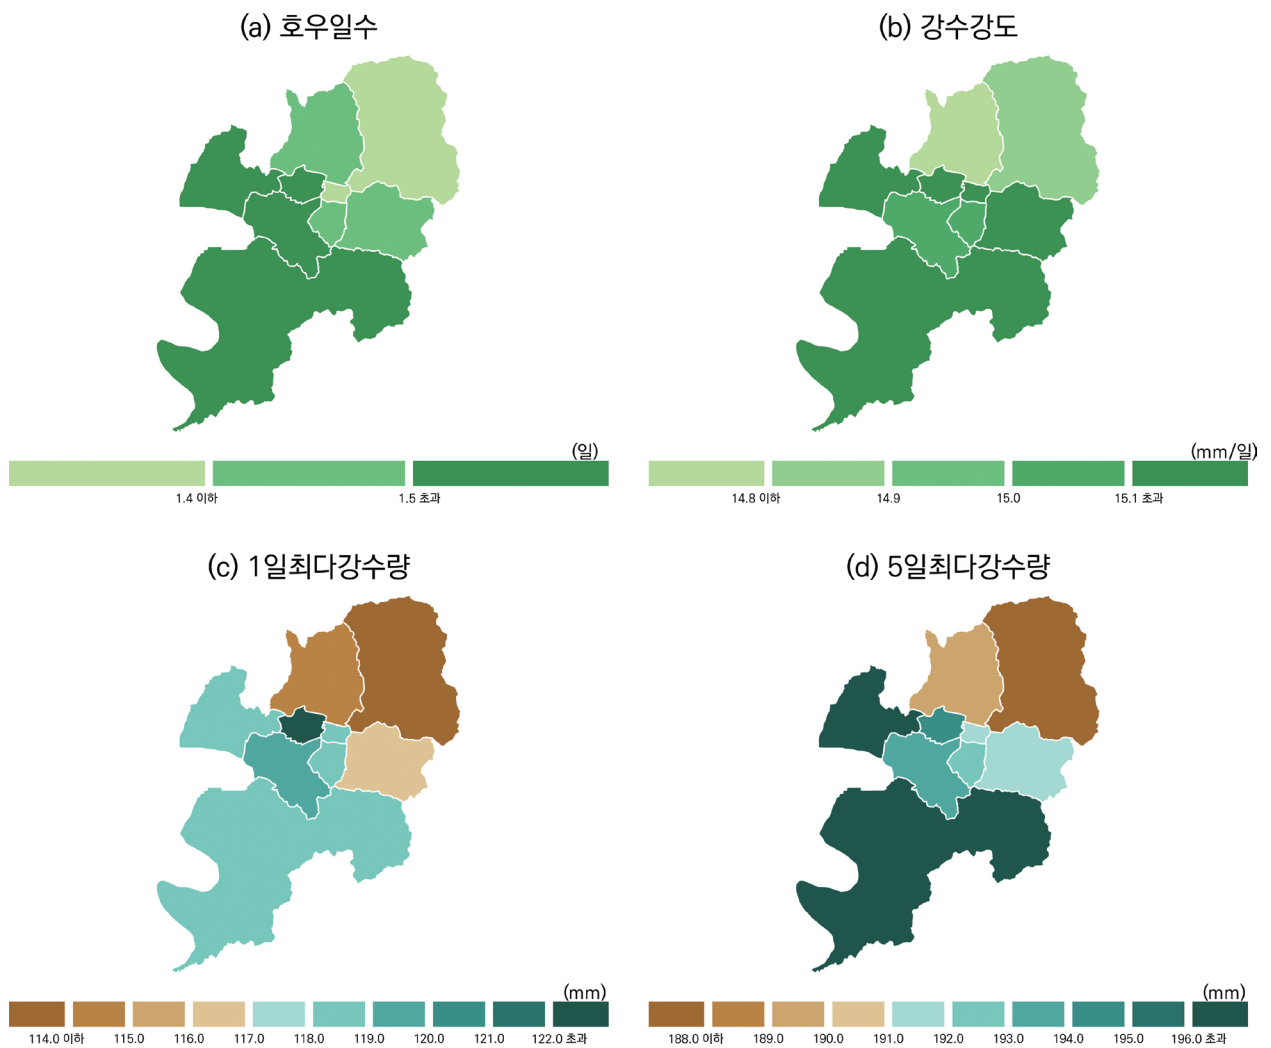 (a) 호우일수
(b) 강수강도
(일)
1.4 이하
1.5 초과
(mm/일)
14.8 이하
14.9
15.0
15.1 초과
(c) 1일최다강수량
(d) 5일최다강수량
(mm)
114.0 이하
115.0
116.0
117.0
118.0
119.0
120.0
121.0
122.0 초과
(mm)
188.0 이하
189.0
190.0
191.0
192.0
193.0
194.0
195.0
196.0 초과